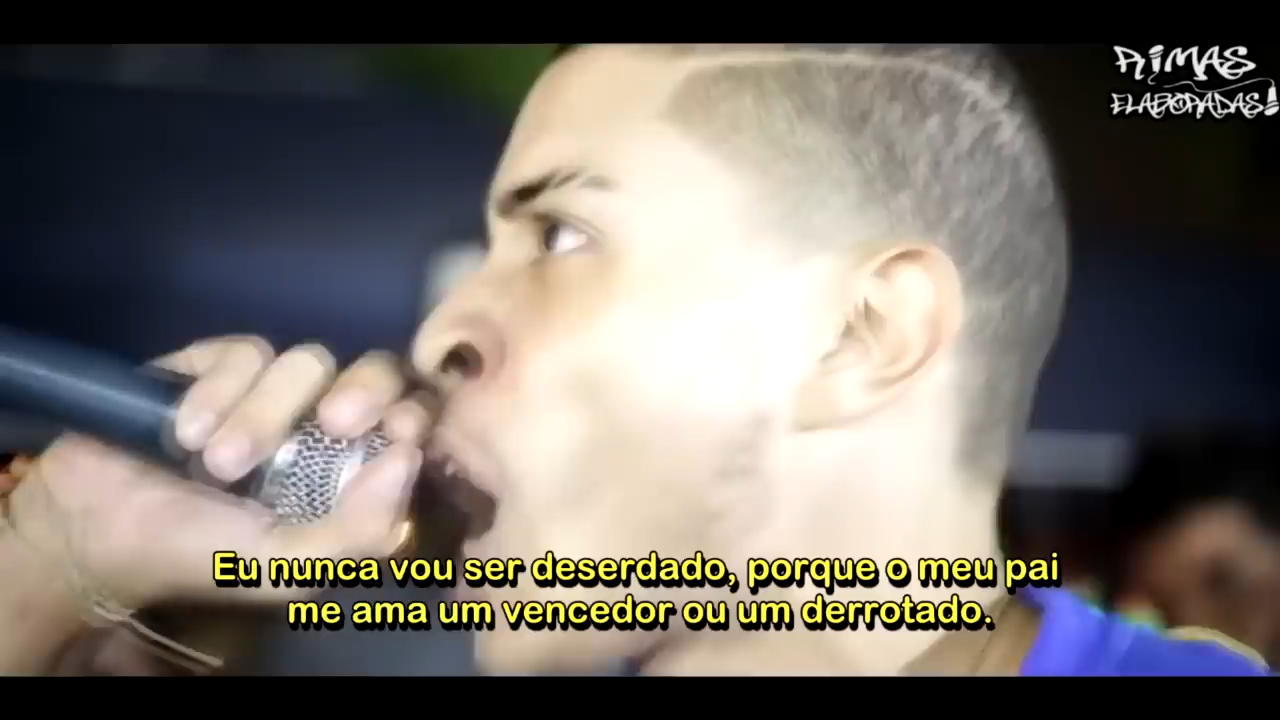 RIMAS
ELABORADAS!
Eu nunca vou ser deserdado, porque o meu pai
me ama um vencedor ou um derrotado.